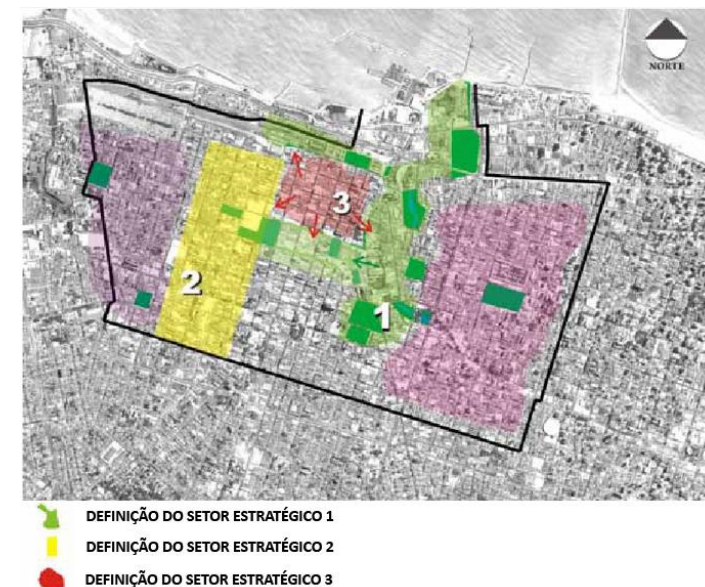 NORTE
3
2
1
DEFINIÇÃO DO SETOR ESTRATÉGICO 1
DEFINIÇÃO DO SETOR ESTRATÉGICO 2
DEFINIÇÃO DO SETOR ESTRATÉGICO 3